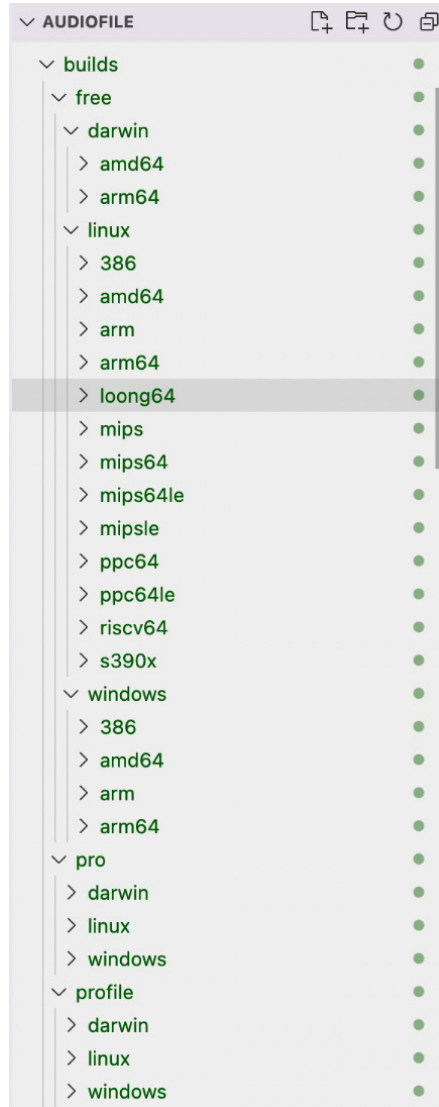 AUDIOFILE
builds
free
darwin
amd64
arm64
linux
386
amd64
arm
arm64
loong64
mips
mips64
mips64le
mipsle
ppc64
ppc64le
riscv64
s390x
windows
386
amd64
arm
arm64
pro
darwin
linux
windows
profile
darwin
linux
windows